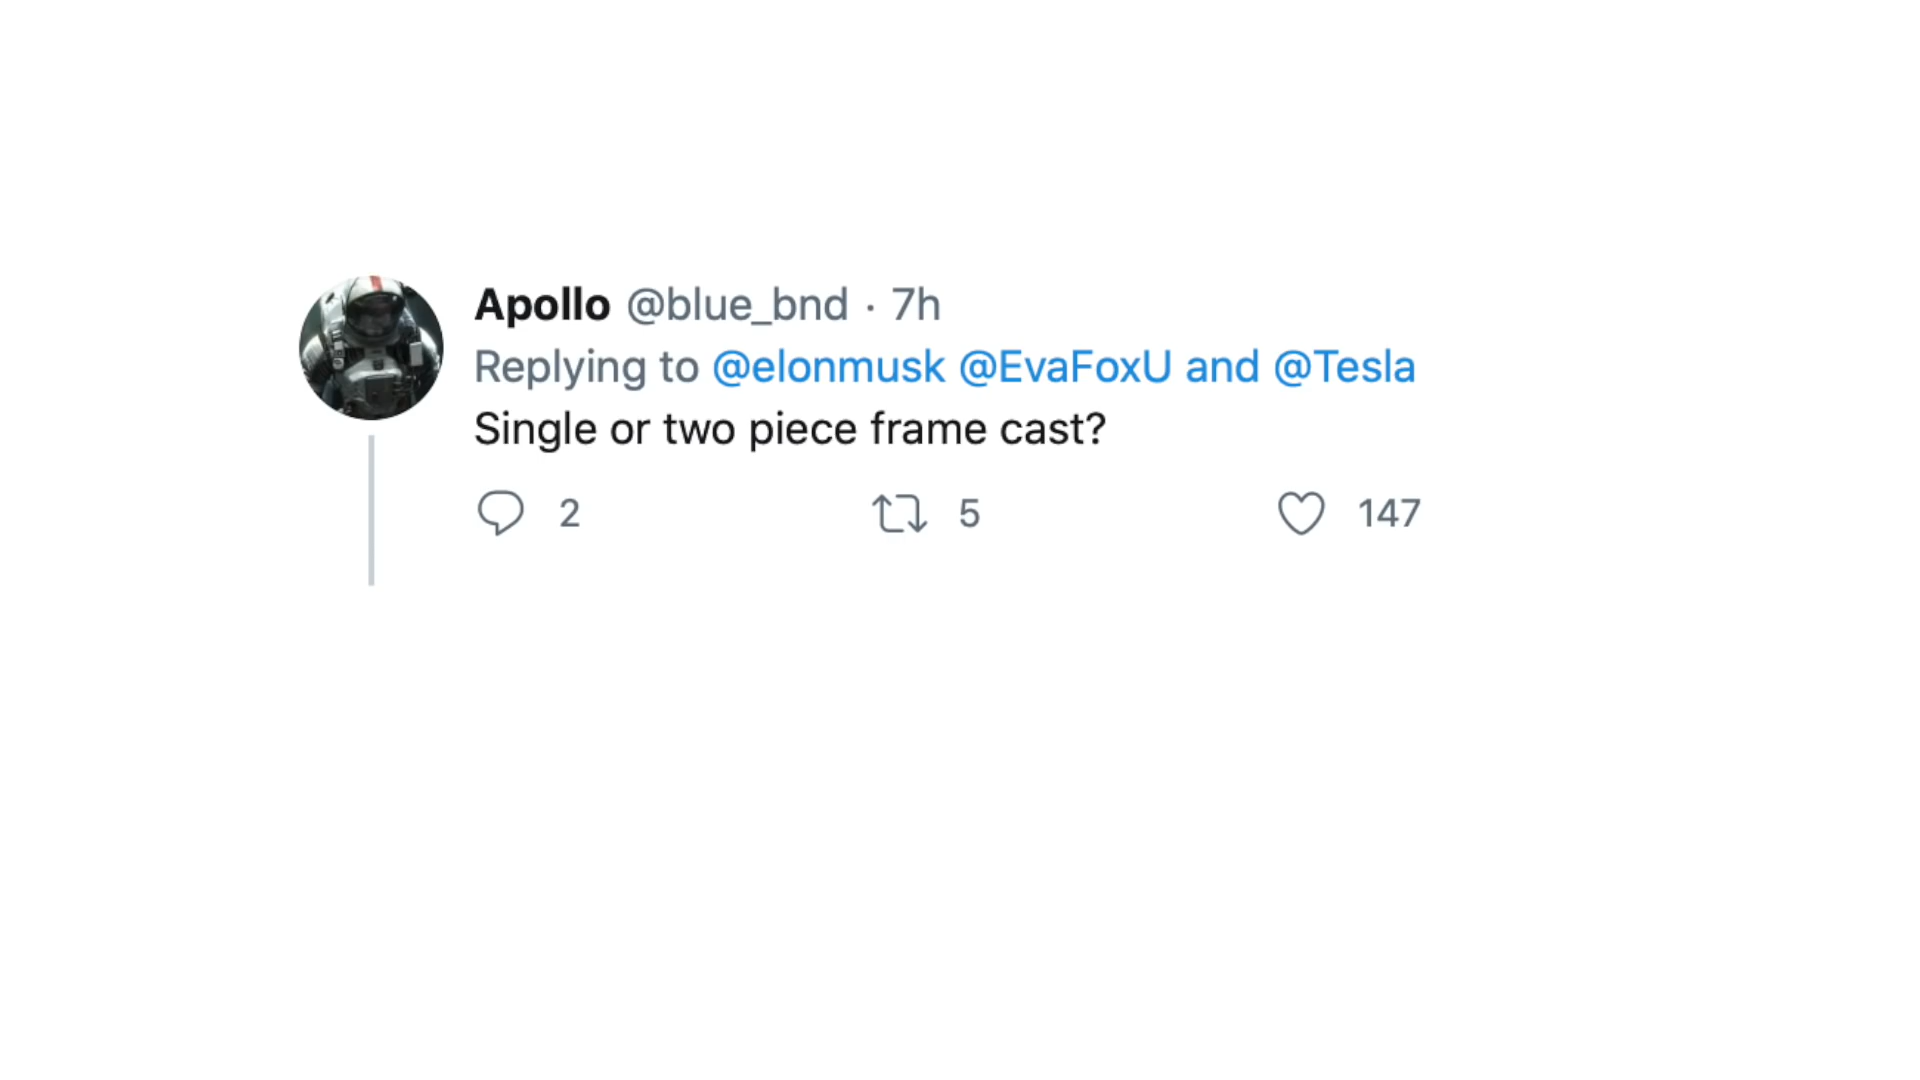 Apollo @blue_bnd · 7h
Replying to @elonmusk @EvaFoxU and @Tesla
Single or two piece frame cast?
2 5 147